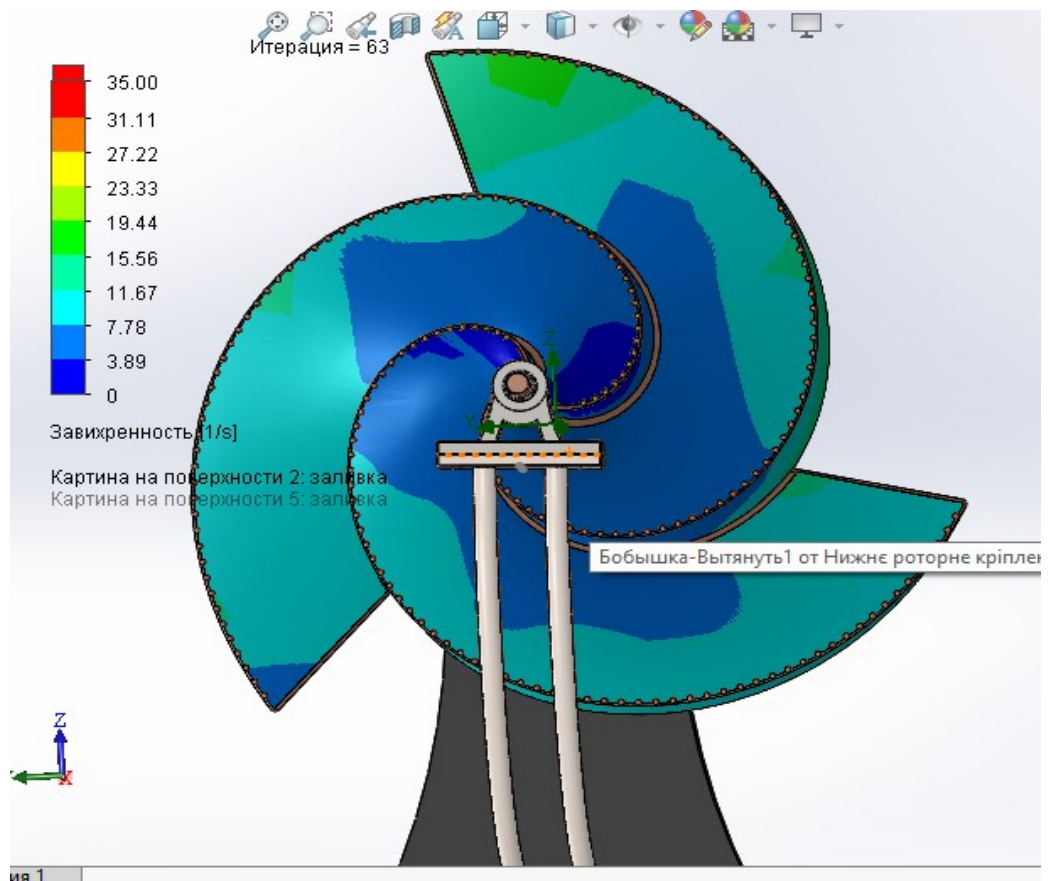 Итерация = 63
35.00
31.11
27.22
23.33
19.44
15.56
11.67
7.78
3.89
0
Завихренность [1/s]
Картина на поверхности 2: заливка
Картина на поверхности 5: заливка
Z
Y
Бобышка-Вытянуть1 от Нижнє роторне кріплен
Z
X
ия 1